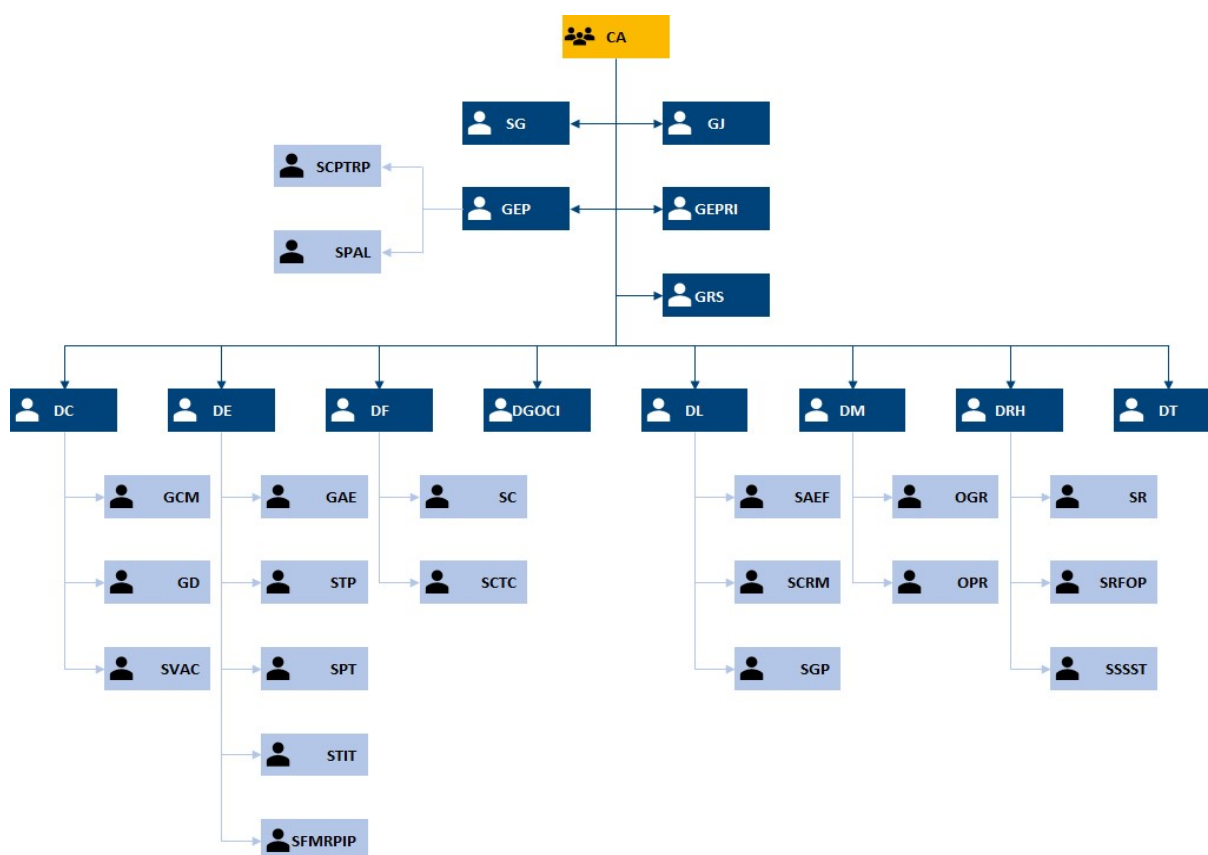 CA
SG
GJ
SCPTRP
GEP
GEPRI
SPAL
GRS
DC
DE
DF
DGOCI
DL
DM
DRH
DT
GCM
GAE
SC
SAEF
OGR
SR
GD
STP
SCTC
SCRM
OPR
SRFOP
SVAC
SPT
SGP
SSSST
STIT
SFMRPIP